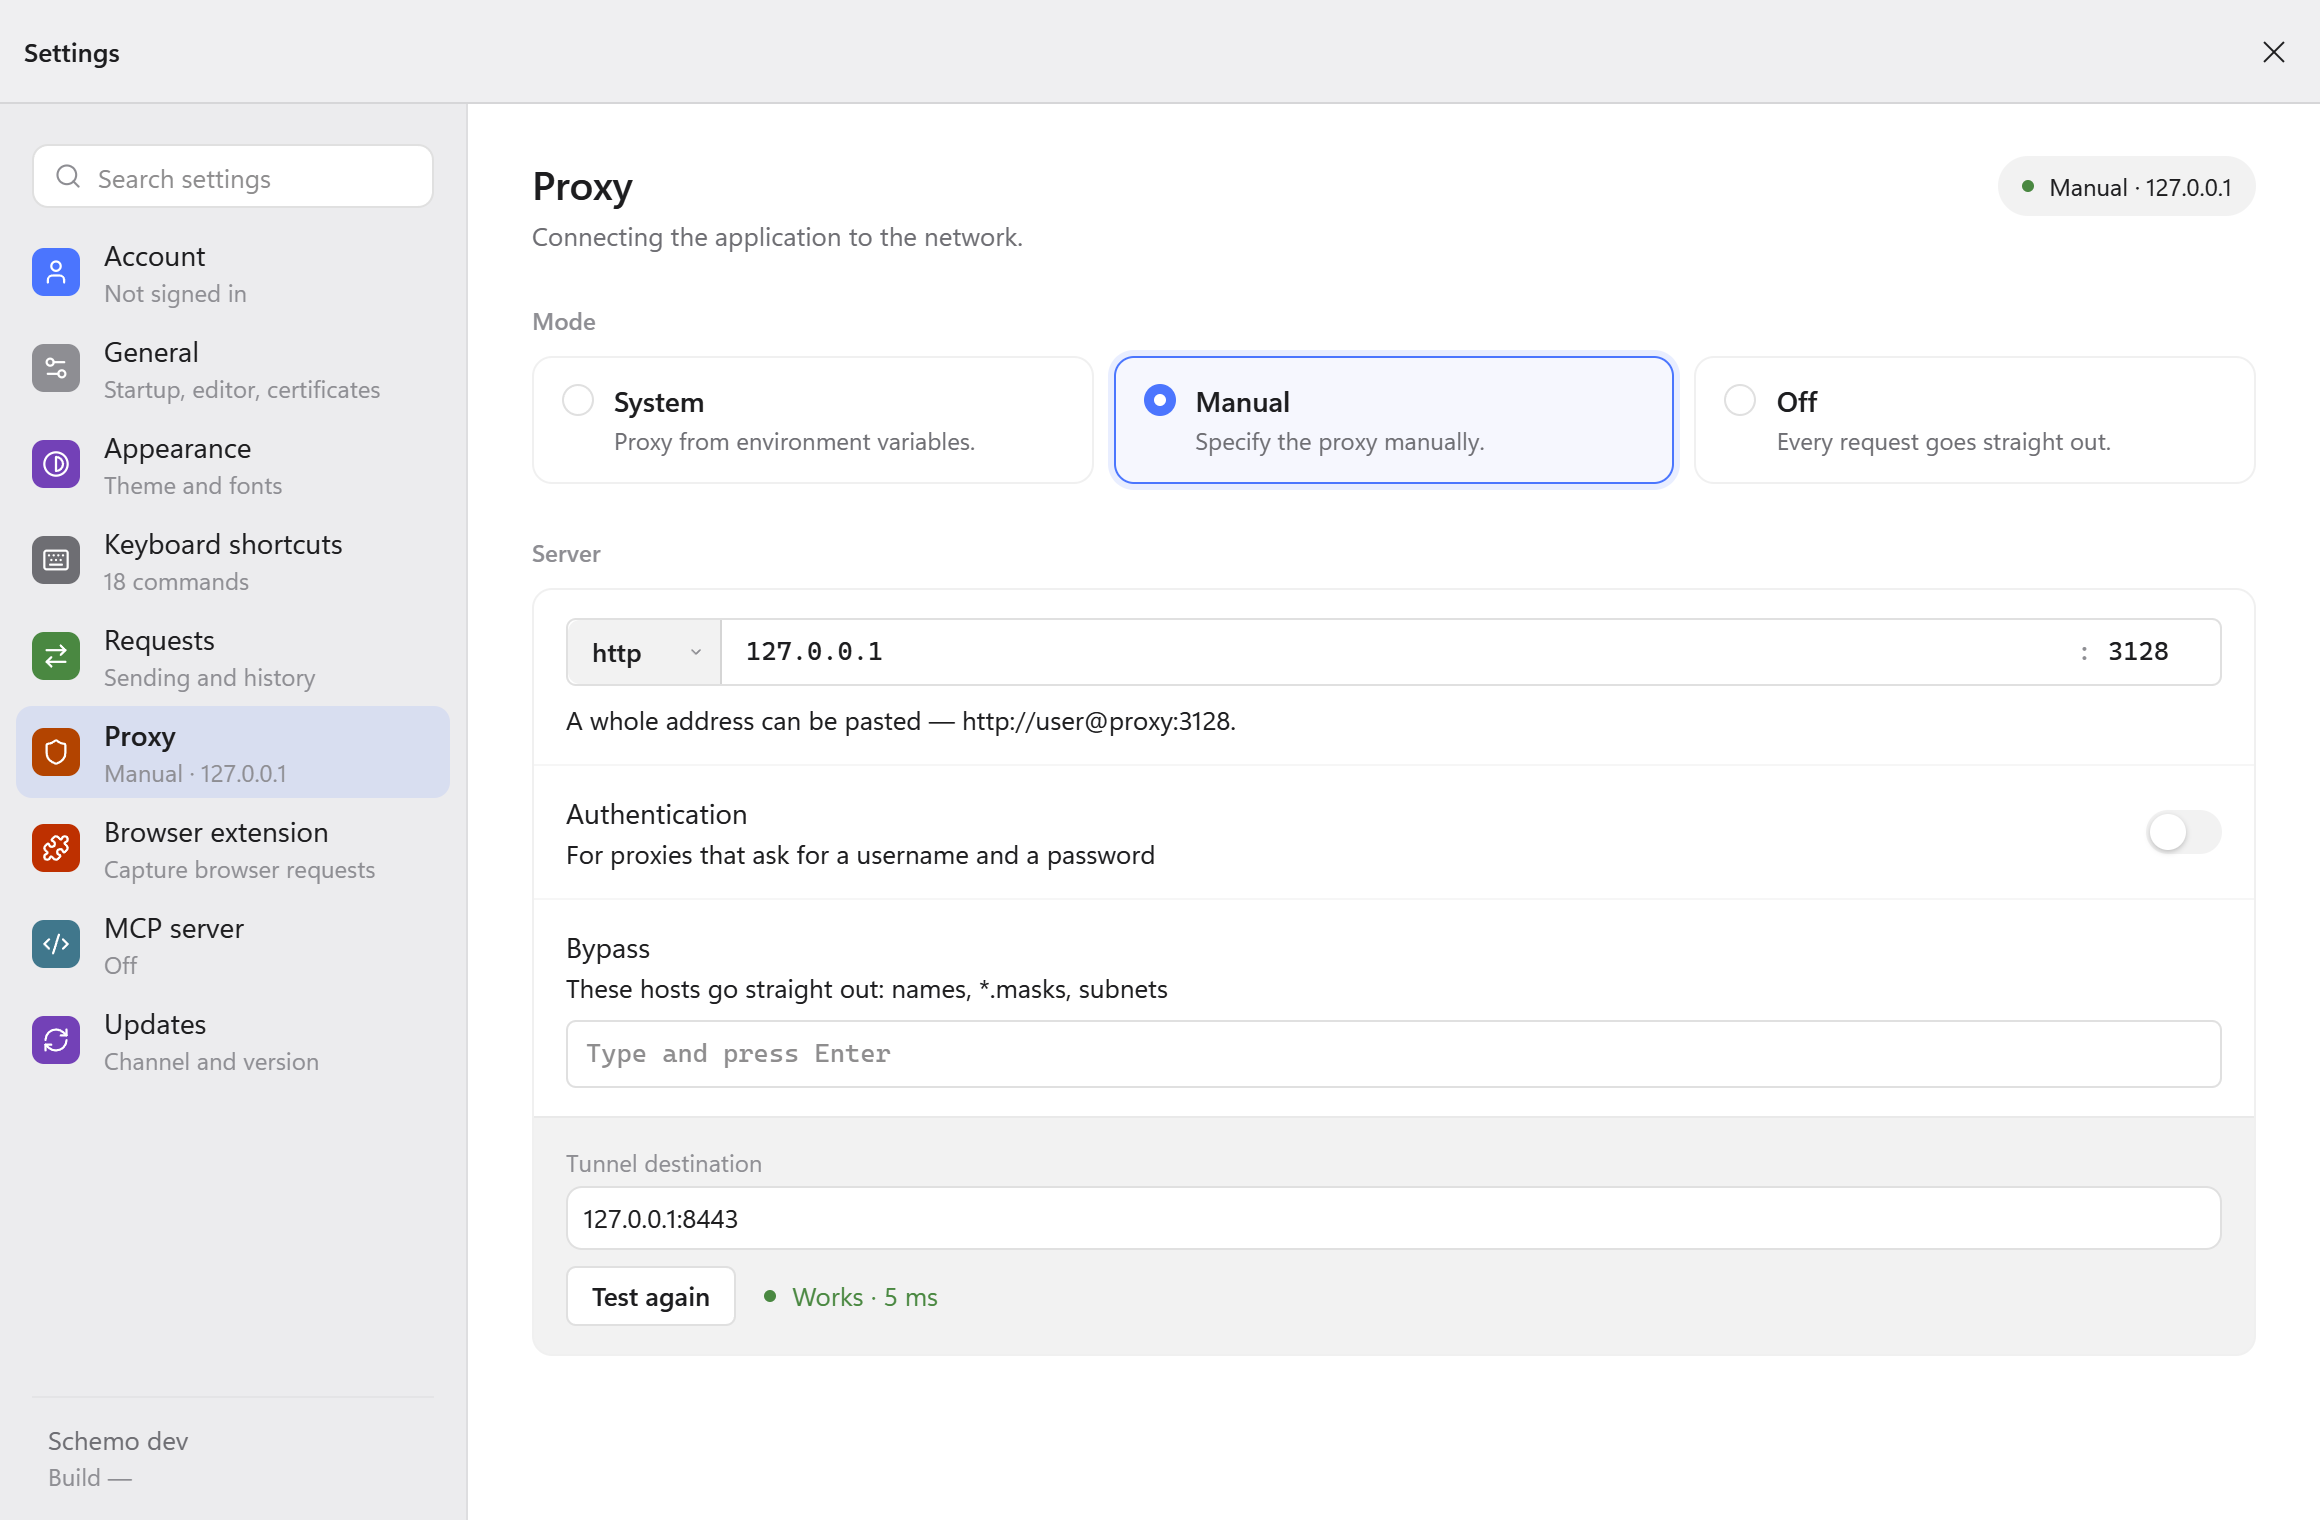 Settings
Search settings
Account
Not signed in
General
Startup, editor, certificates
Appearance
Theme and fonts
Keyboard shortcuts
18 commands
Requests
Sending and history
Proxy
Manual · 127.0.0.1
Browser extension
Capture browser requests
MCP server
Off
Updates
Channel and version
Schemo dev
Build —
Proxy
Manual · 127.0.0.1
Connecting the application to the network.
Mode
System
Proxy from environment variables.
Manual
Specify the proxy manually.
Off
Every request goes straight out.
Server
http 127.0.0.1 : 3128
A whole address can be pasted — http://user@proxy:3128.
Authentication
For proxies that ask for a username and a password
Bypass
These hosts go straight out: names, *.masks, subnets
Type and press Enter
Tunnel destination
127.0.0.1:8443
Test again Works · 5 ms